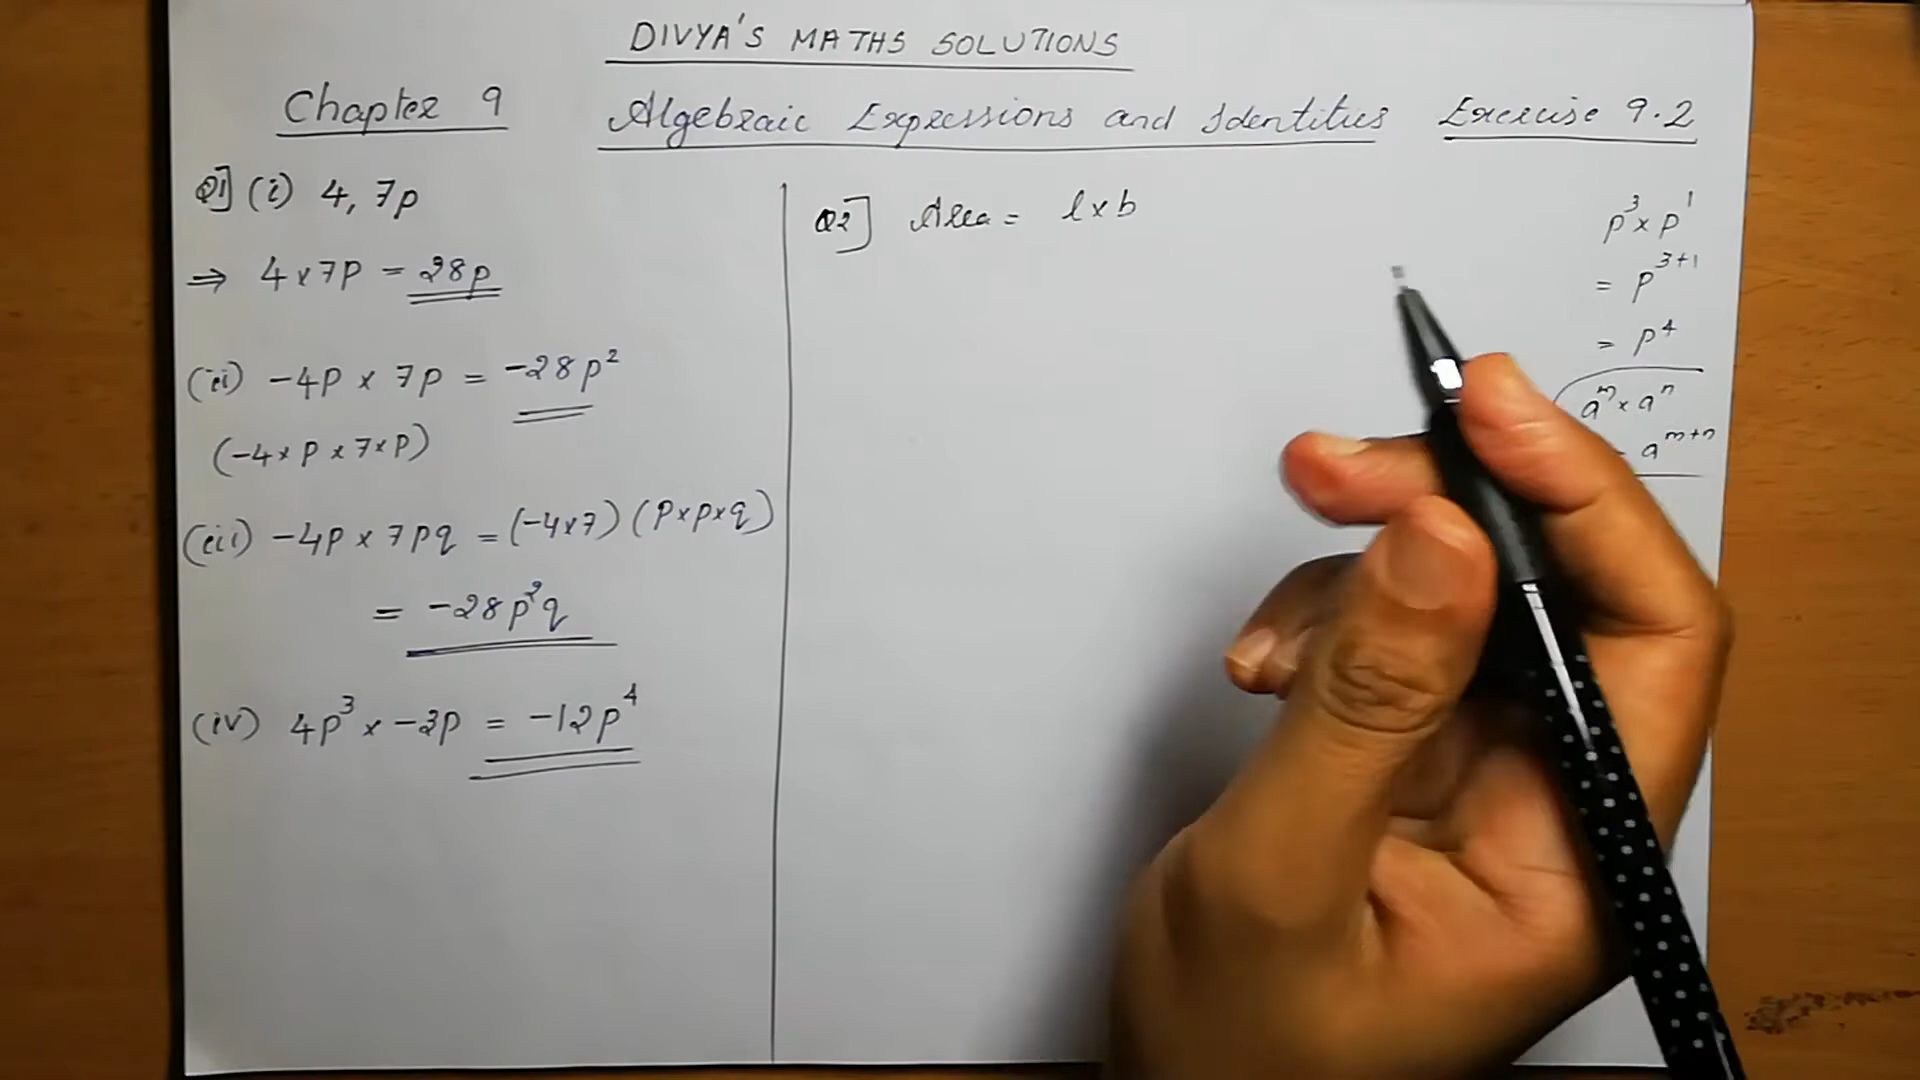 DIVYA'S MATHS SOLUTIONS
Chapter 9 Algebraic Expressions and Identities Exercise 9.2
Q1] (i) 4, 7p
⇒ 4 × 7p = 28p
(ii) -4p × 7p = -28p²
(-4 × p × 7 × p)
(iii) -4p × 7pq = (-4×7) (p×p×q)
= -28p²q
(iv) 4p³ × -3p = -12p⁴
Q2] Area = l×b
p³ × p¹
= p³⁺¹
= p⁴
aᵐ × aⁿ
aᵐ⁺ⁿ